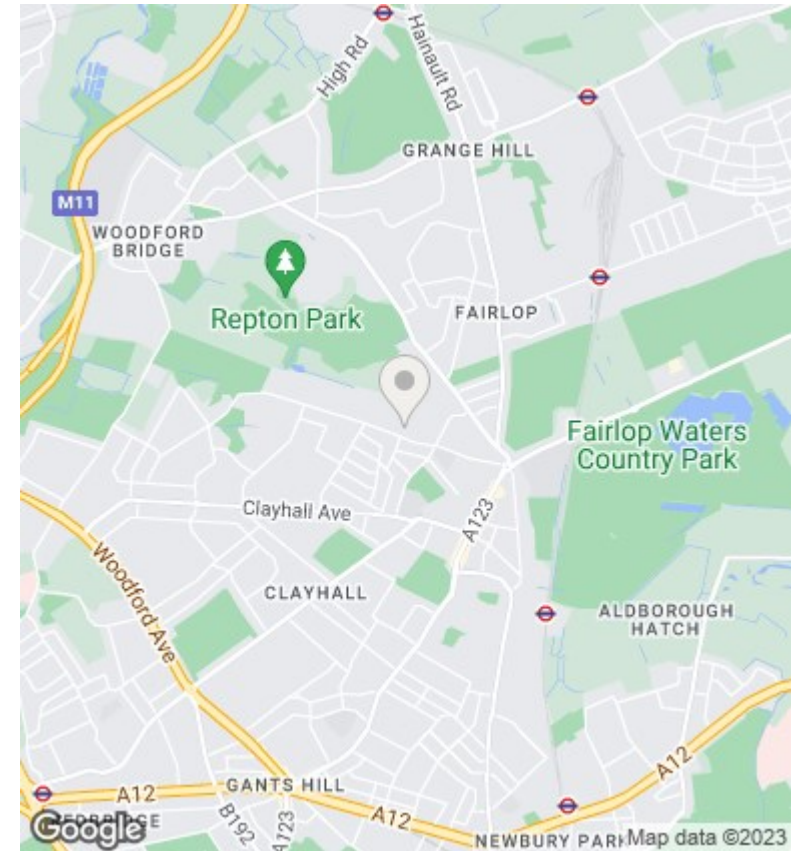 High Rd
Hainault Rd
GRANGE HILL
M11
WOODFORD
BRIDGE
Repton Park
FAIRLOP
Fairlop Waters
Country Park
Clayhall Ave
A123
Woodford Ave
CLAYHALL
ALDBOROUGH
HATCH
A12
GANTS HILL
A12
B192
A123
A12
NEWBURY PARK
Google
Map data ©2023